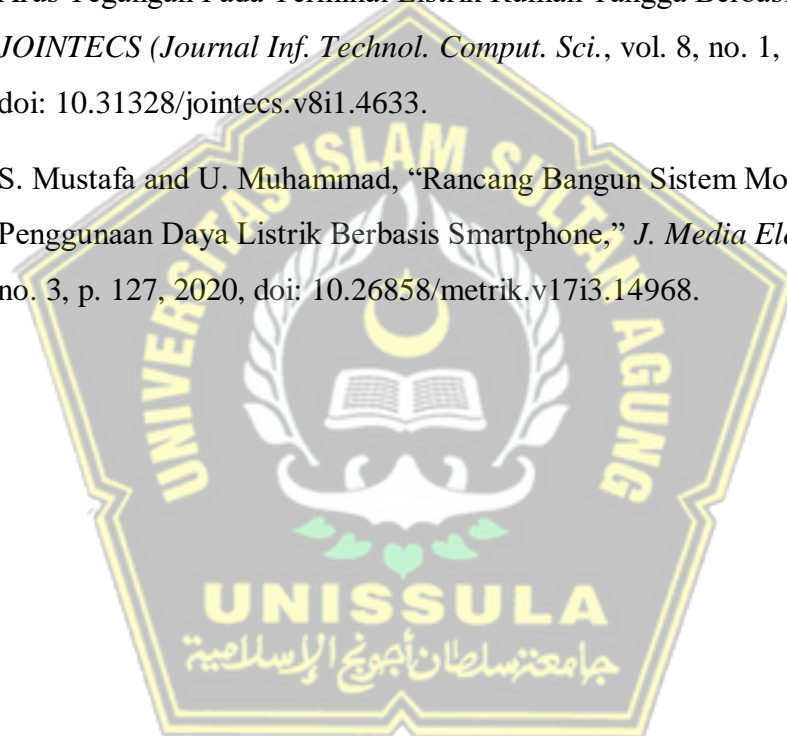 Arus Tegangan Pada Terminal Listrik Rumah Tangga Berbasi
JOINTECS (Journal Inf. Technol. Comput. Sci., vol. 8, no. 1,
doi: 10.31328/jointecs.v8i1.4633.
S. Mustafa and U. Muhammad, “Rancang Bangun Sistem Mo
Penggunaan Daya Listrik Berbasis Smartphone,” J. Media Ele
no. 3, p. 127, 2020, doi: 10.26858/metrik.v17i3.14968.
UNIVERSITAS ISLAM SULTAN AGUNG
UNISSULA
جامعة سلطان أجونج الإسلامية